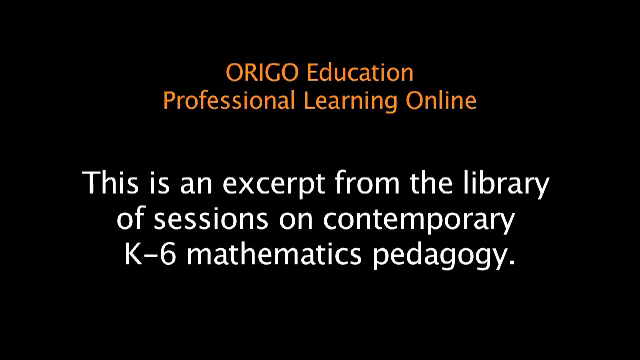 ORIGO Education
Professional Learning Online
This is an excerpt from the library
of sessions on contemporary
K-6 mathematics pedagogy.